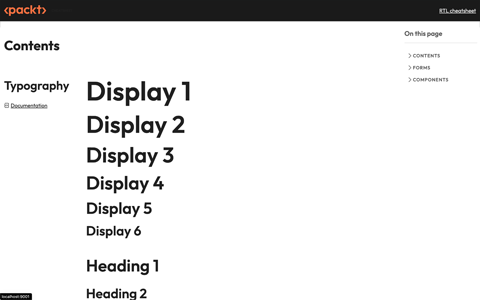 <packt>
RTL cheatsheet
Contents
On this page
CONTENTS
FORMS
COMPONENTS
Typography
Documentation
Display 1
Display 2
Display 3
Display 4
Display 5
Display 6
Heading 1
Heading 2
localhost:9001